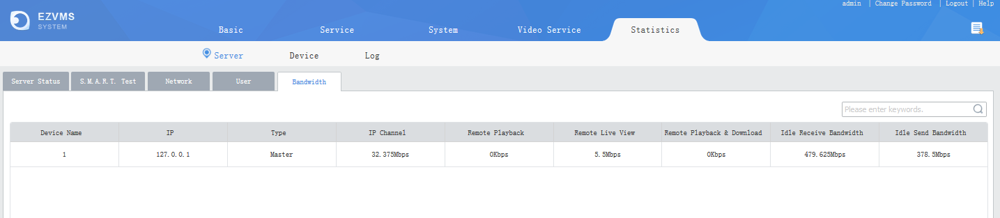 admin | Change Password | Logout | Help
EZVMS
SYSTEM
Basic Service System Video Service Statistics
Server Device Log
Server Status S.M.A.R.T. Test Network User Bandwidth
Please enter keywords.
Device Name IP Type IP Channel Remote Playback Remote Live View Remote Playback & Download Idle Receive Bandwidth Idle Send Bandwidth
1 127.0.0.1 Master 32.375Mbps 0Kbps 5.5Mbps 0Kbps 479.625Mbps 378.5Mbps